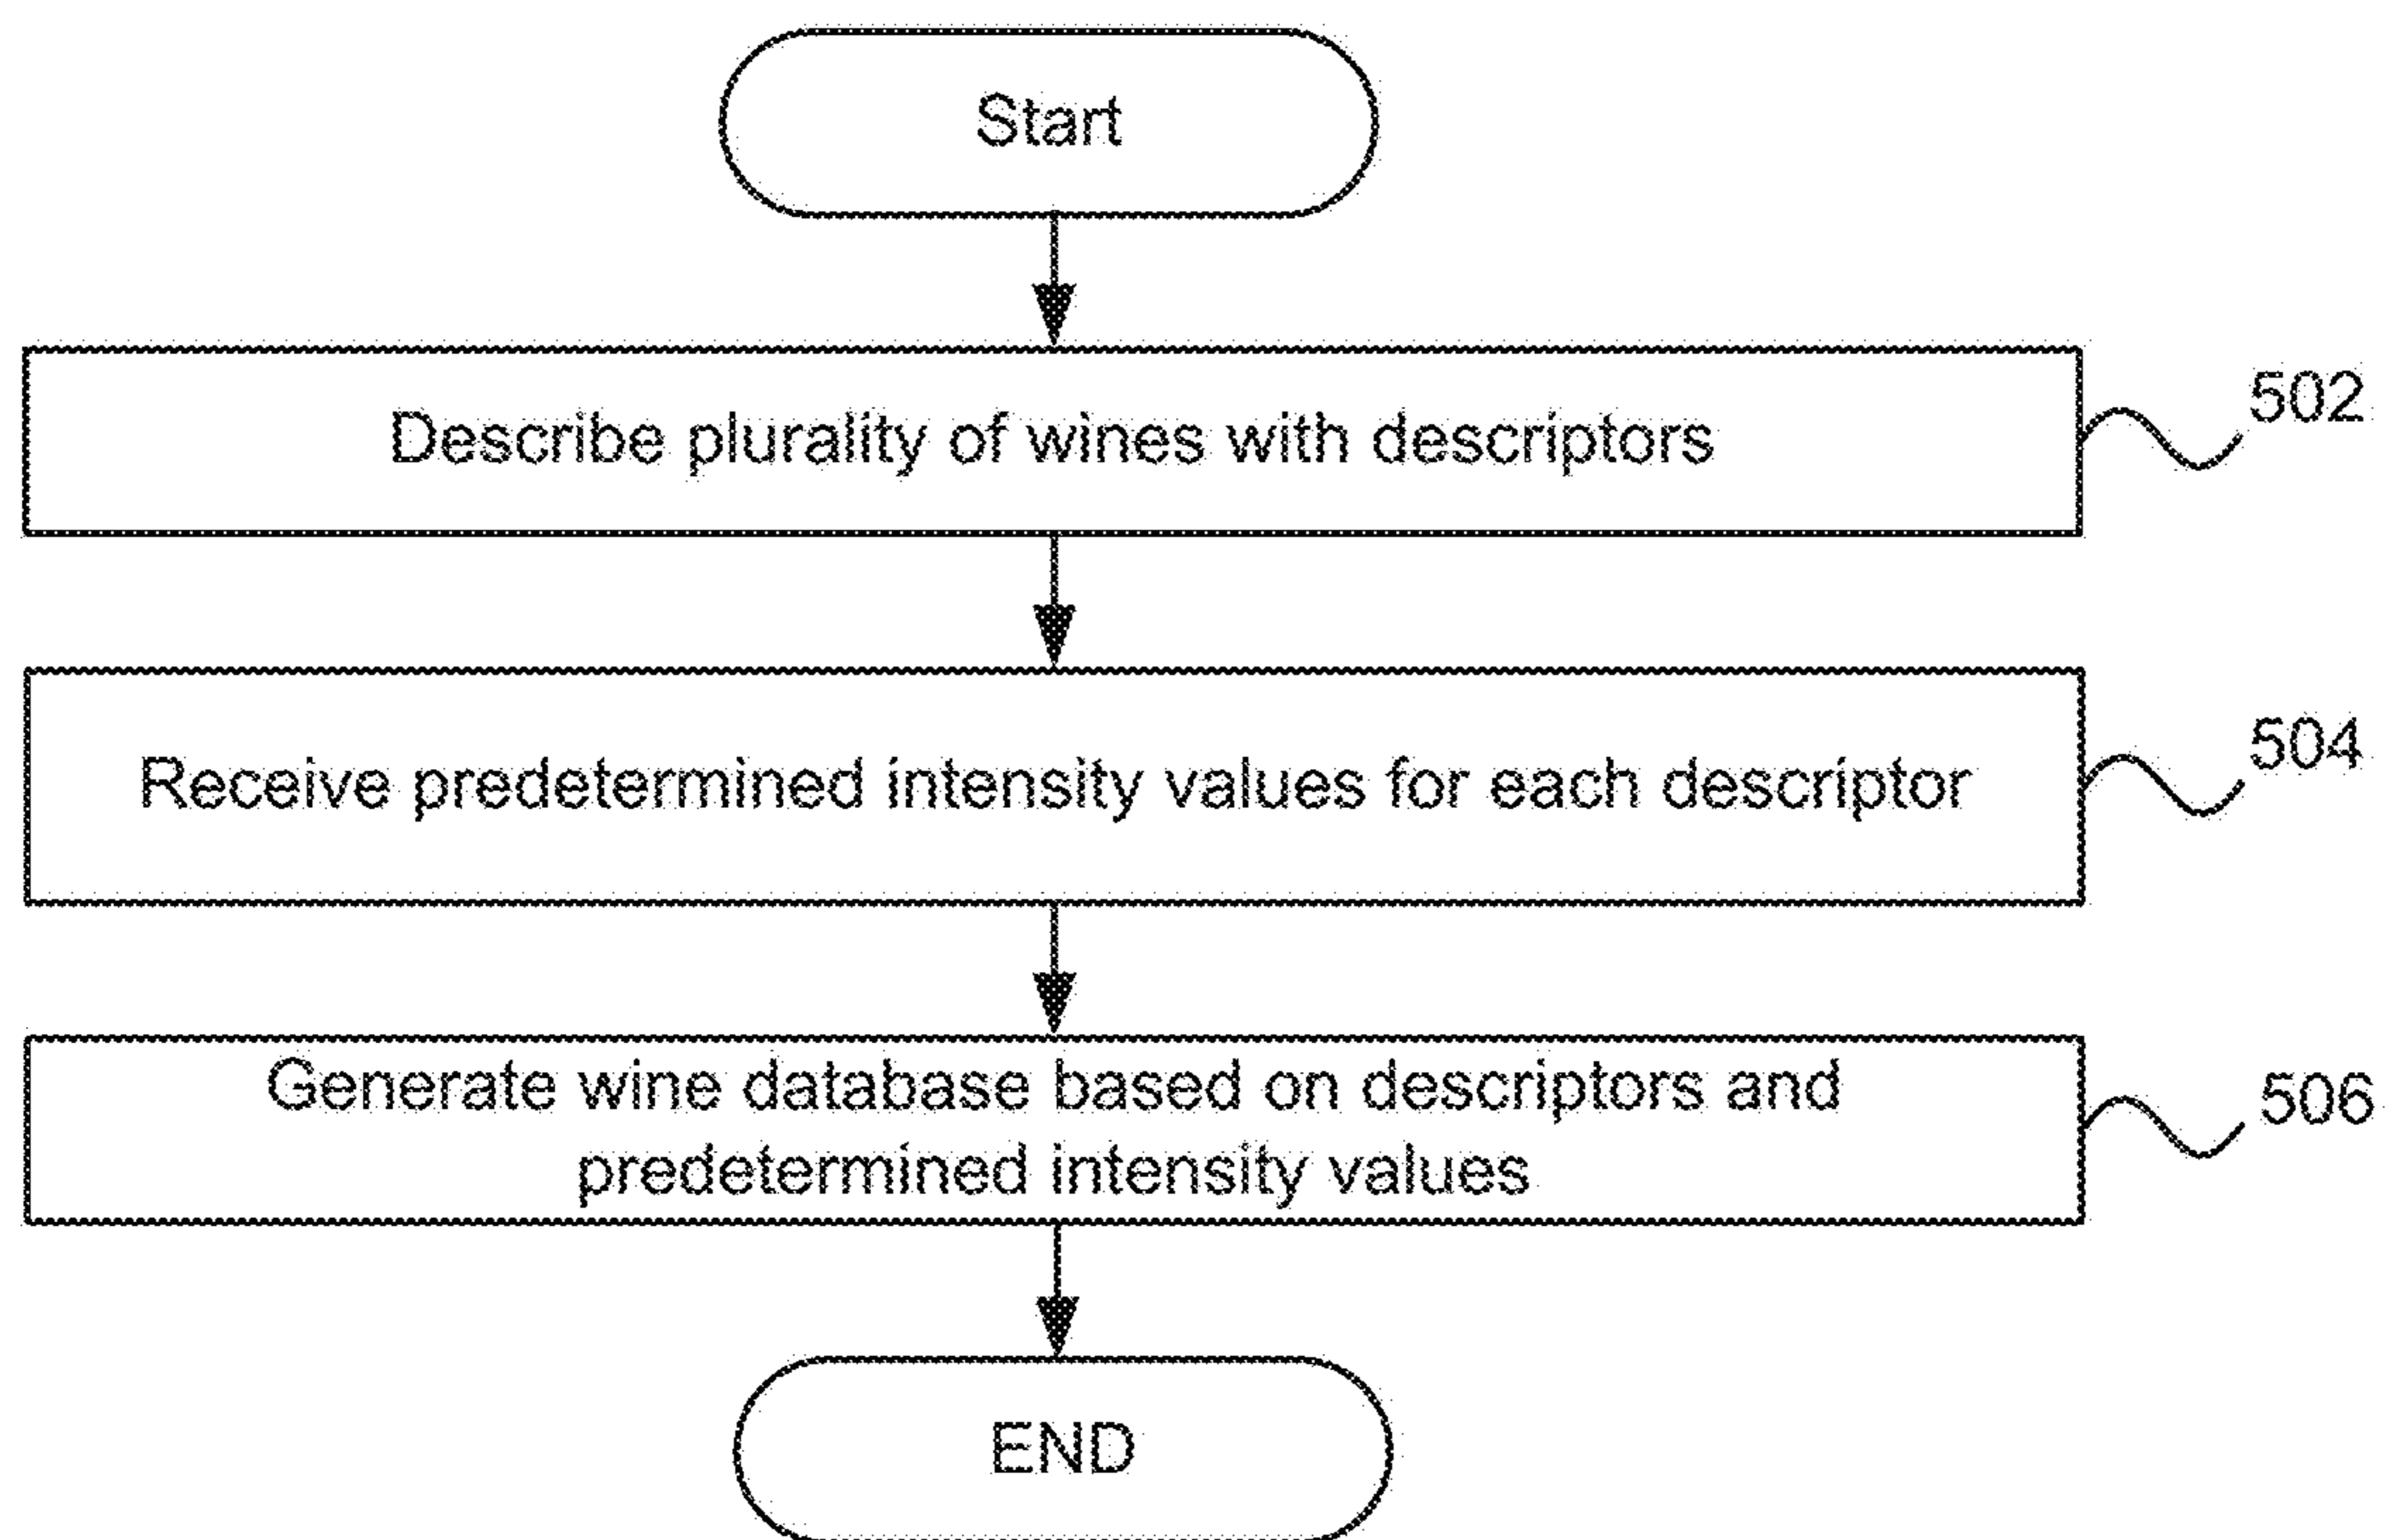 Start
Describe plurality of wines with descriptors
502
Receive predetermined intensity values for each descriptor
504
Generate wine database based on descriptors and
predetermined intensity values
506
END